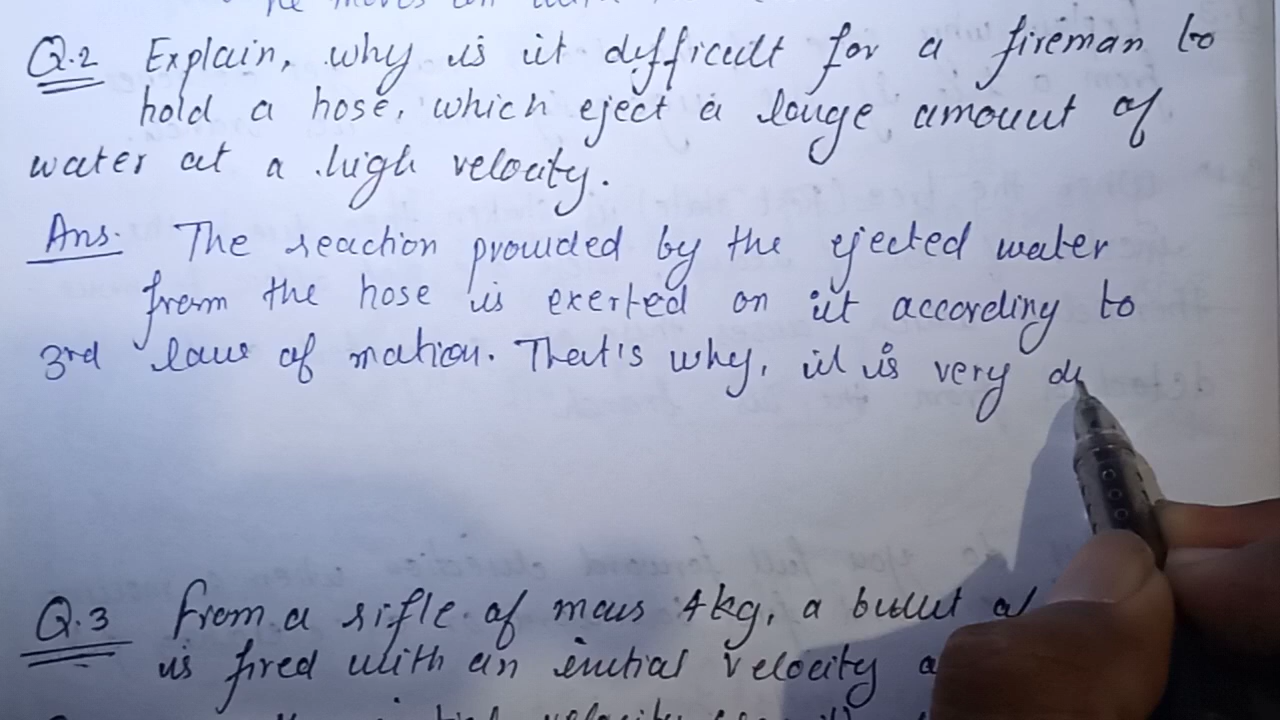 Q.2 Explain, why is it difficult for a fireman to
hold a hose, which eject a large amount of
water at a high velocity.
Ans. The reaction provided by the ejected water
from the hose is exerted on it according to
3rd law of motion. That's why, it is very di
Q.3 From a rifle of mass 4kg, a bullet
is fired with an initial velocity
velocity